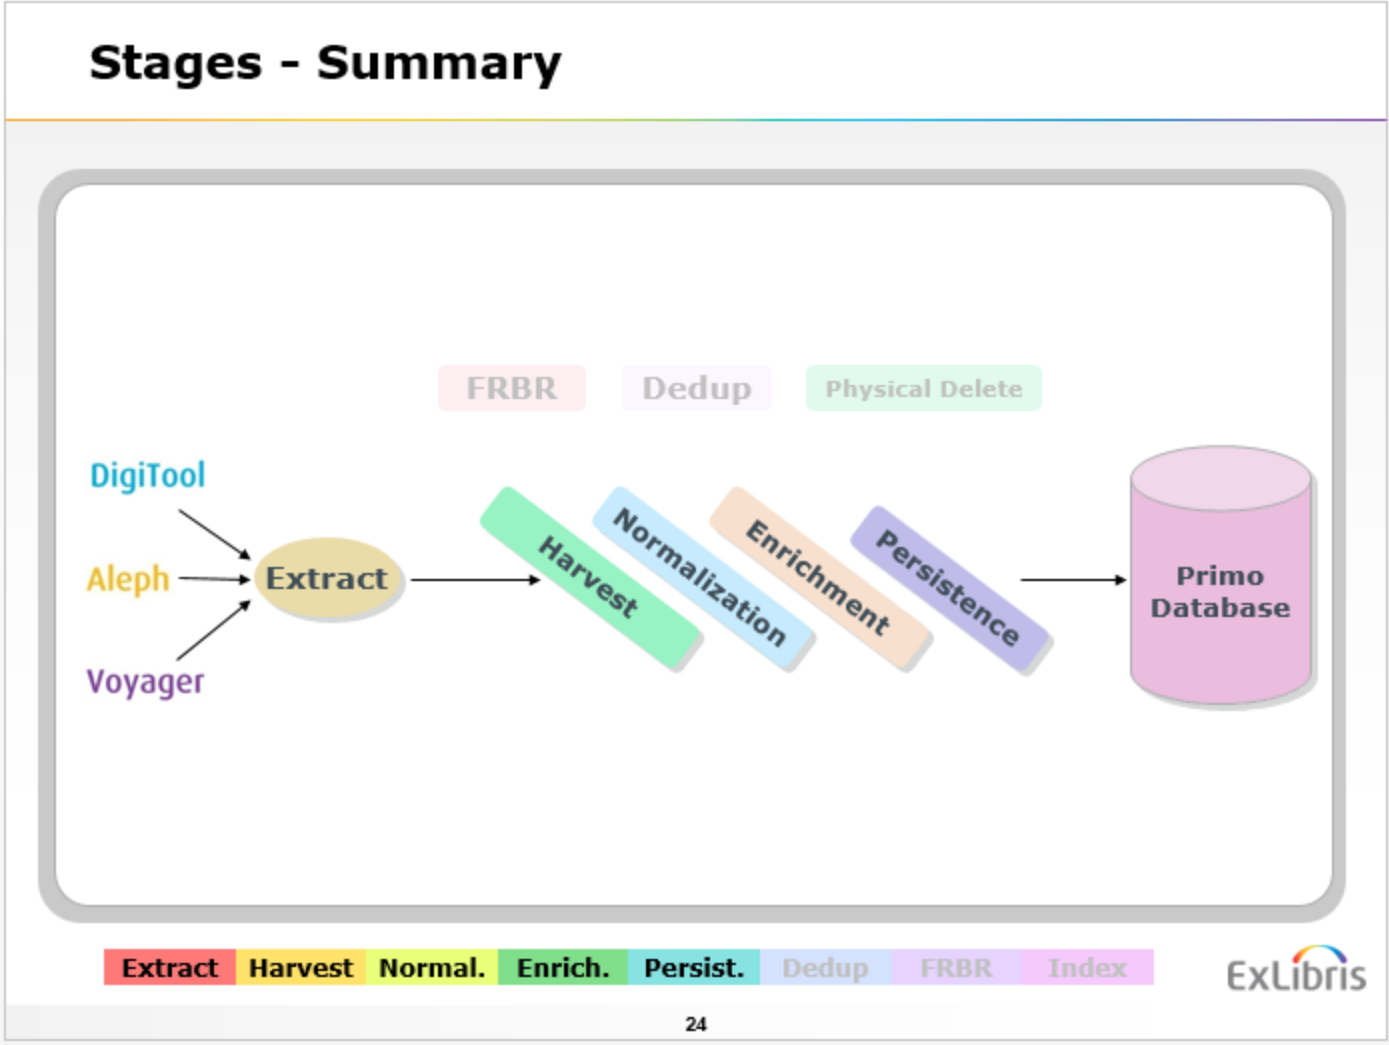 Stages - Summary
FRBR
Dedup
Physical Delete
DigiTool
Aleph
Voyager
Extract
Harvest
Normalization
Enrichment
Persistence
Primo
Database
Extract Harvest Normal. Enrich. Persist. Dedup FRBR Index
ExLibris
24